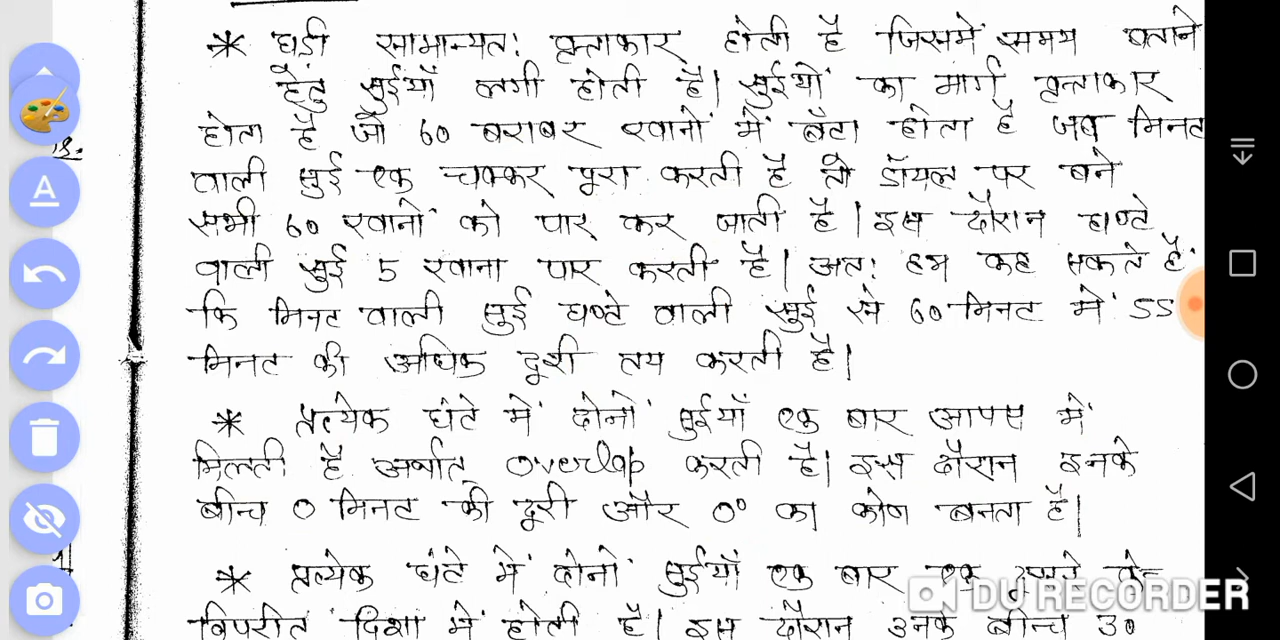 * घड़ी सामान्यतः वृत्ताकार होती है जिसमें समय बताने
हेतु सुईयाँ लगी होती है। सुईयों का मार्ग वृत्ताकार
होता है जो 60 बराबर खानों में बँटा होता है जब मिनट
वाली सुई एक चक्कर पूरा करती है तो डॉयल पर बने
सभी 60 खानों को पार कर जाती है। इस दौरान घण्टे
वाली सुई 5 खाना पार करती है। अतः हम कह सकते हैं
कि मिनट वाली सुई घण्टे वाली सुई से 60 मिनट में 55
मिनट की अधिक दूरी तय करती है।
* प्रत्येक घंटे में दोनों सुईयाँ एक बार आपस में
मिलती है अर्थात overlap करती है। इस दौरान इनके
बीच 0 मिनट की दूरी और 0° का कोण बनता है।
* प्रत्येक घंटे में दोनों सुईयाँ एक बार एक दूसरे के
विपरीत दिशा में होती है। इस दौरान उनके बीच 30
DU RECORDER
A